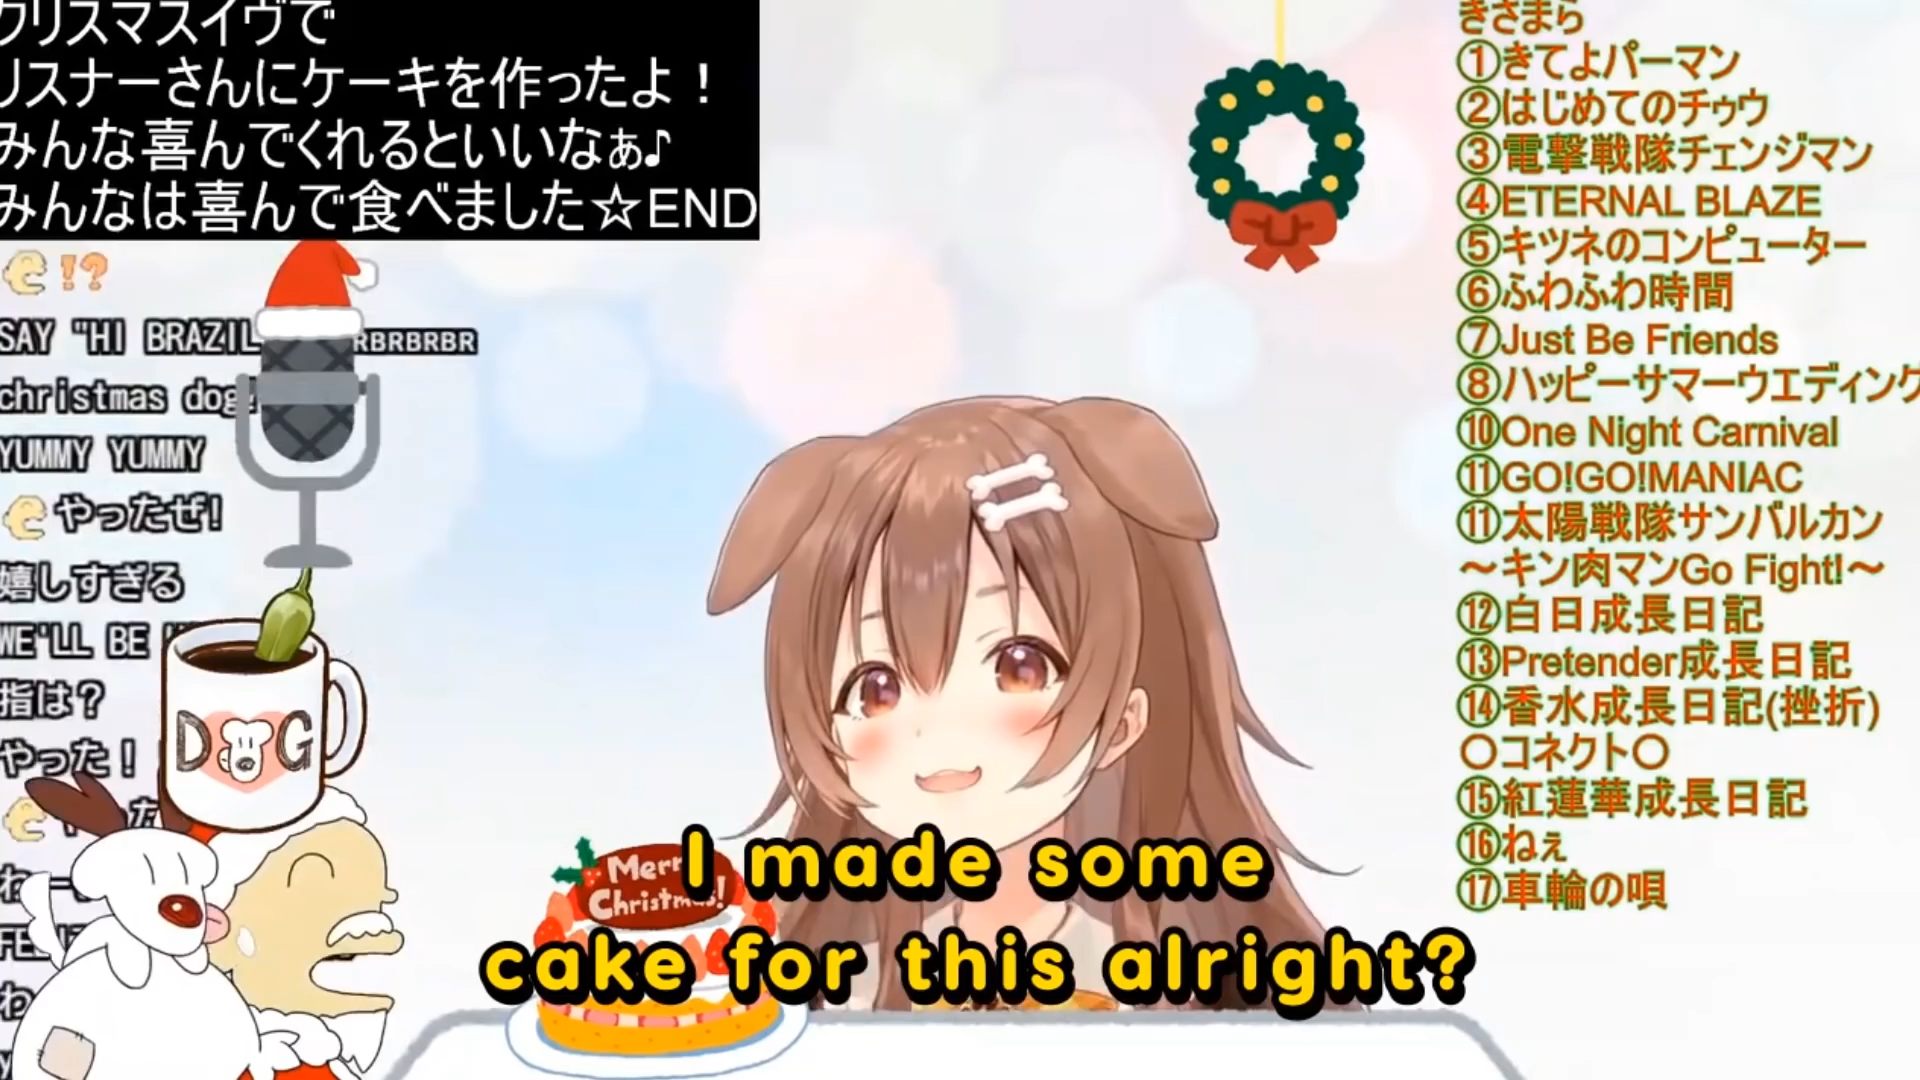 クリスマスイヴで
リスナーさんにケーキを作ったよ！
みんな喜んでくれるといいなぁ♪
みんなは喜んで食べました☆END
!?
SAY "HI BRAZIL
RBRBRBR
christmas dog!
YUMMY YUMMY
やったぜ!
嬉しすぎる
WE'LL BE
指は？
やった！
DOG
Merry
Christmas!
I made some
cake for this alright?
きさまら
①きてよパーマン
②はじめてのチゥウ
③電撃戦隊チェンジマン
④ETERNAL BLAZE
⑤キツネのコンピューター
⑥ふわふわ時間
⑦Just Be Friends
⑧ハッピーサマーウエディング
⑩One Night Carnival
⑪GO!GO!MANIAC
⑪太陽戦隊サンバルカン
～キン肉マンGo Fight!～
⑫白日成長日記
⑬Pretender成長日記
⑭香水成長日記(挫折)
〇コネクト〇
⑮紅蓮華成長日記
⑯ねぇ
⑰車輪の唄